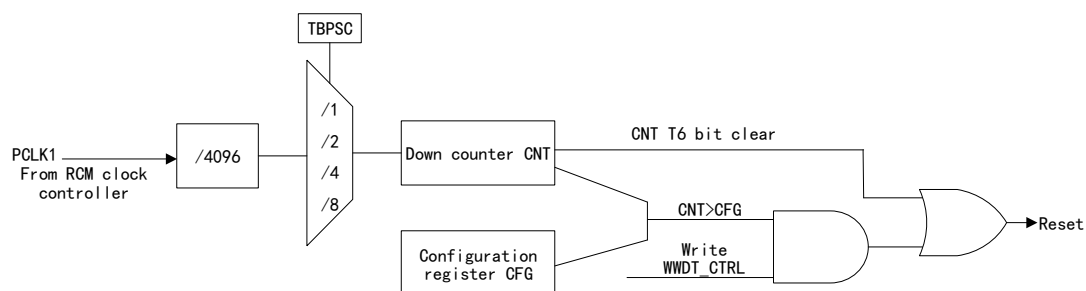 TBPSC
/1
/2
/4
/8
PCLK1
From RCM clock
controller
/4096
Down counter CNT
CNT T6 bit clear
CNT>CFG
Configuration
register CFG
Write
WWDT_CTRL
Reset